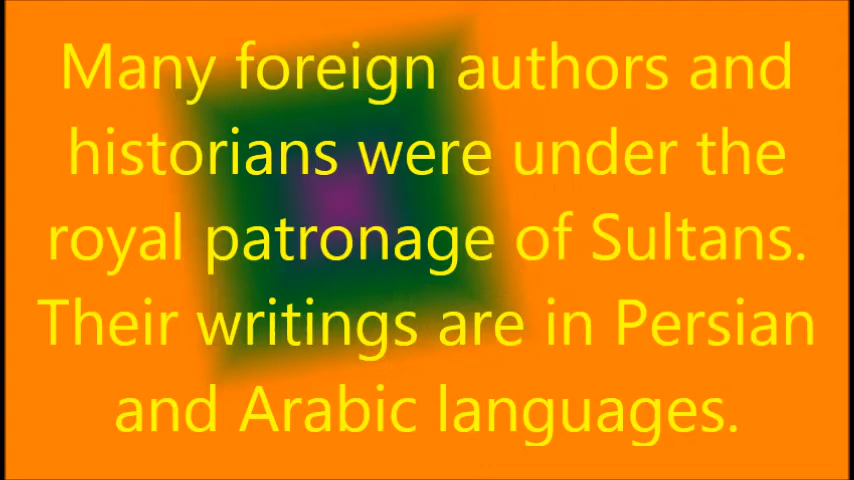 Many foreign authors and
historians were under the
royal patronage of Sultans.
Their writings are in Persian
and Arabic languages.